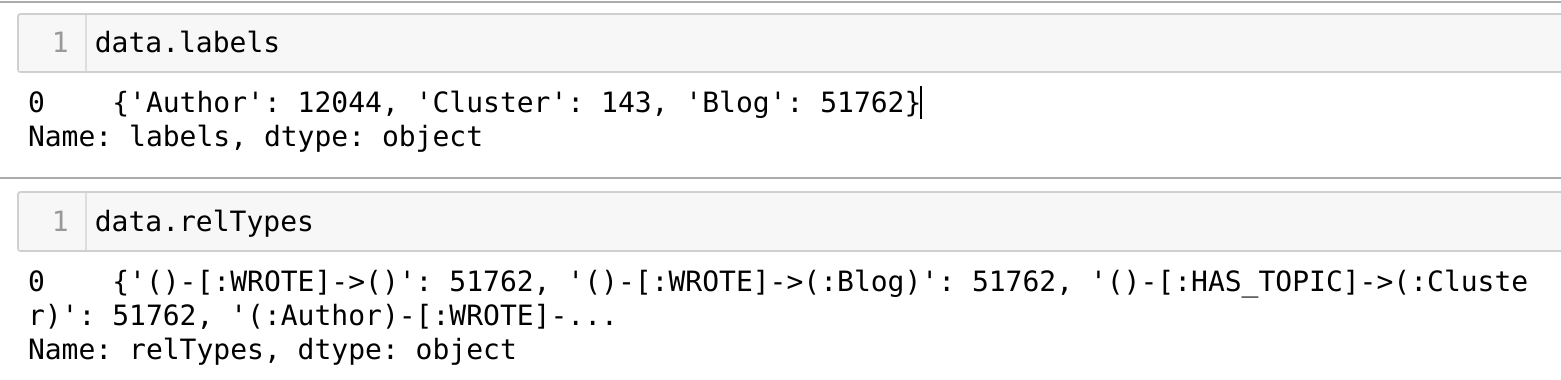 1 data.labels
0    {'Author': 12044, 'Cluster': 143, 'Blog': 51762}
Name: labels, dtype: object
1 data.relTypes
0    {'()-[:WROTE]->()': 51762, '()-[:WROTE]->(:Blog)': 51762, '()-[:HAS_TOPIC]->(:Cluste
r)': 51762, '(:Author)-[:WROTE]-...
Name: relTypes, dtype: object